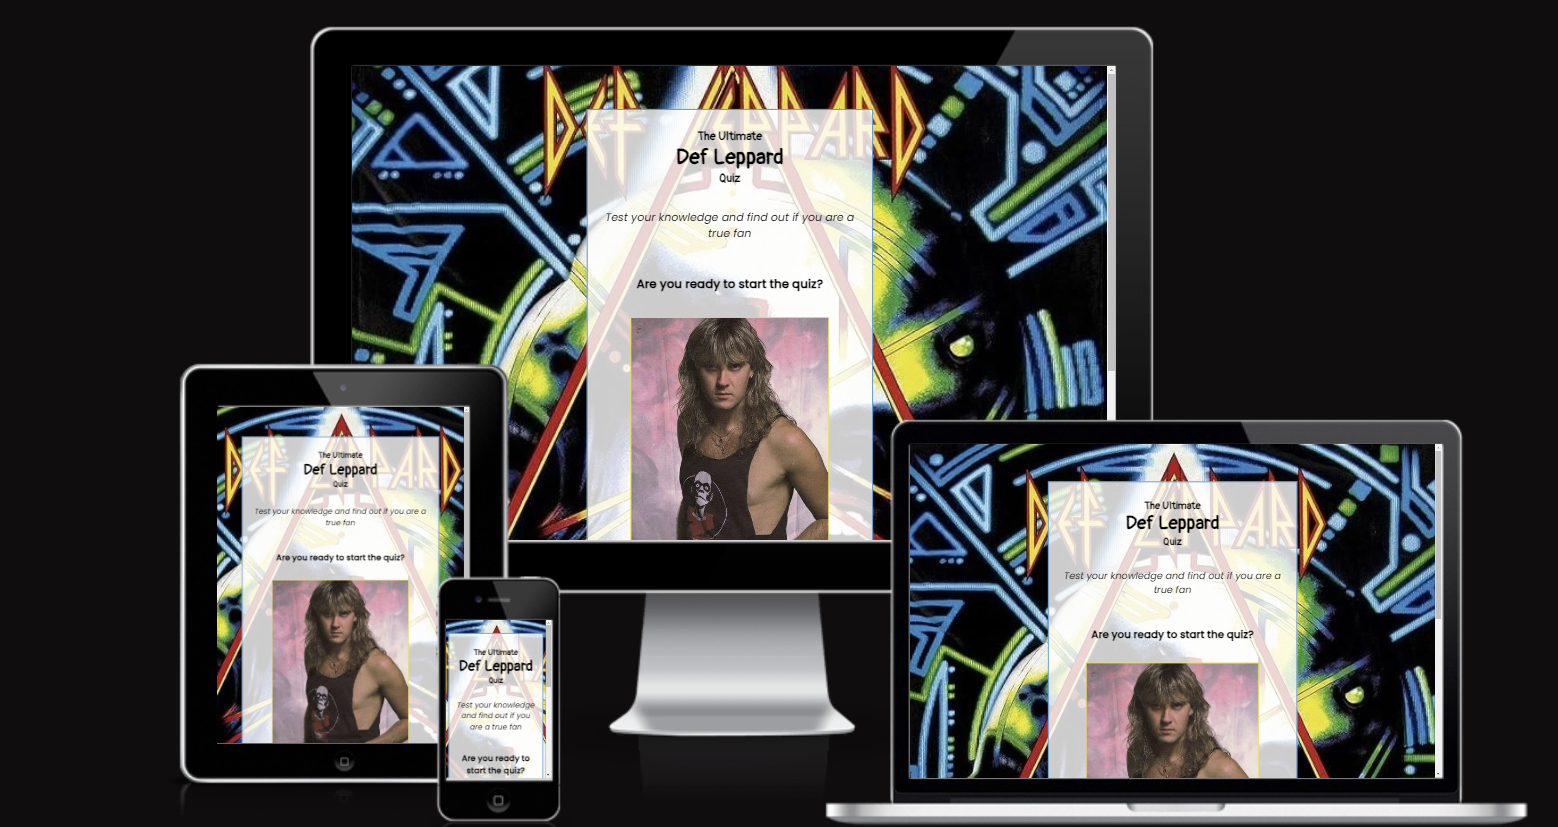 DEF LEPPARD
The Ultimate
Def Leppard
Quiz
Test your knowledge and find out if you are a
true fan
Are you ready to start the quiz?
DEF LEPPARD
The Ultimate
Def Leppard
Quiz
Test your knowledge and find out if you are a
true fan
Are you ready to start the quiz?
The Ultimate
Def Leppard
Quiz
Test your knowledge
and find out if you
are a true fan
Are you ready to
start the quiz?
DEF LEPPARD
The Ultimate
Def Leppard
Quiz
Test your knowledge and find out if you are a
true fan
Are you ready to start the quiz?